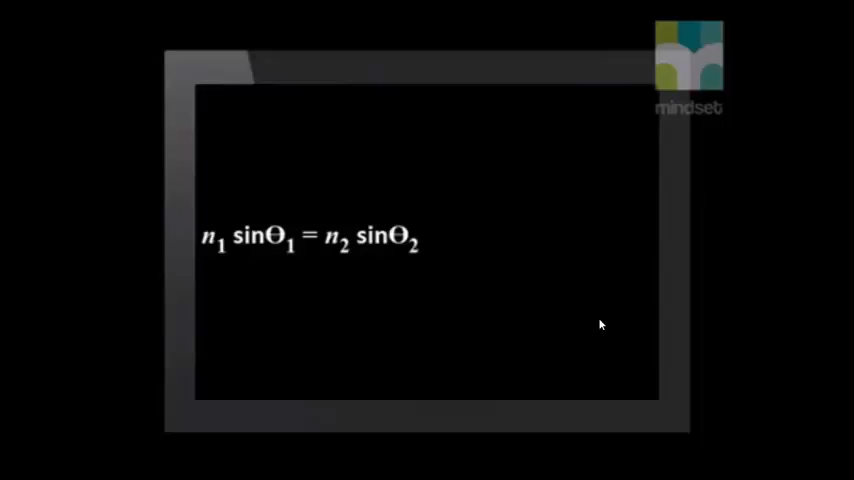 mindset
n₁ sinΘ₁ = n₂ sinΘ₂